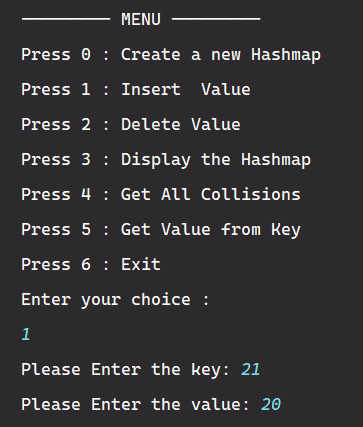 ───────── MENU ─────────
Press 0 : Create a new Hashmap
Press 1 : Insert  Value
Press 2 : Delete Value
Press 3 : Display the Hashmap
Press 4 : Get All Collisions
Press 5 : Get Value from Key
Press 6 : Exit
Enter your choice :
1
Please Enter the key: 21
Please Enter the value: 20